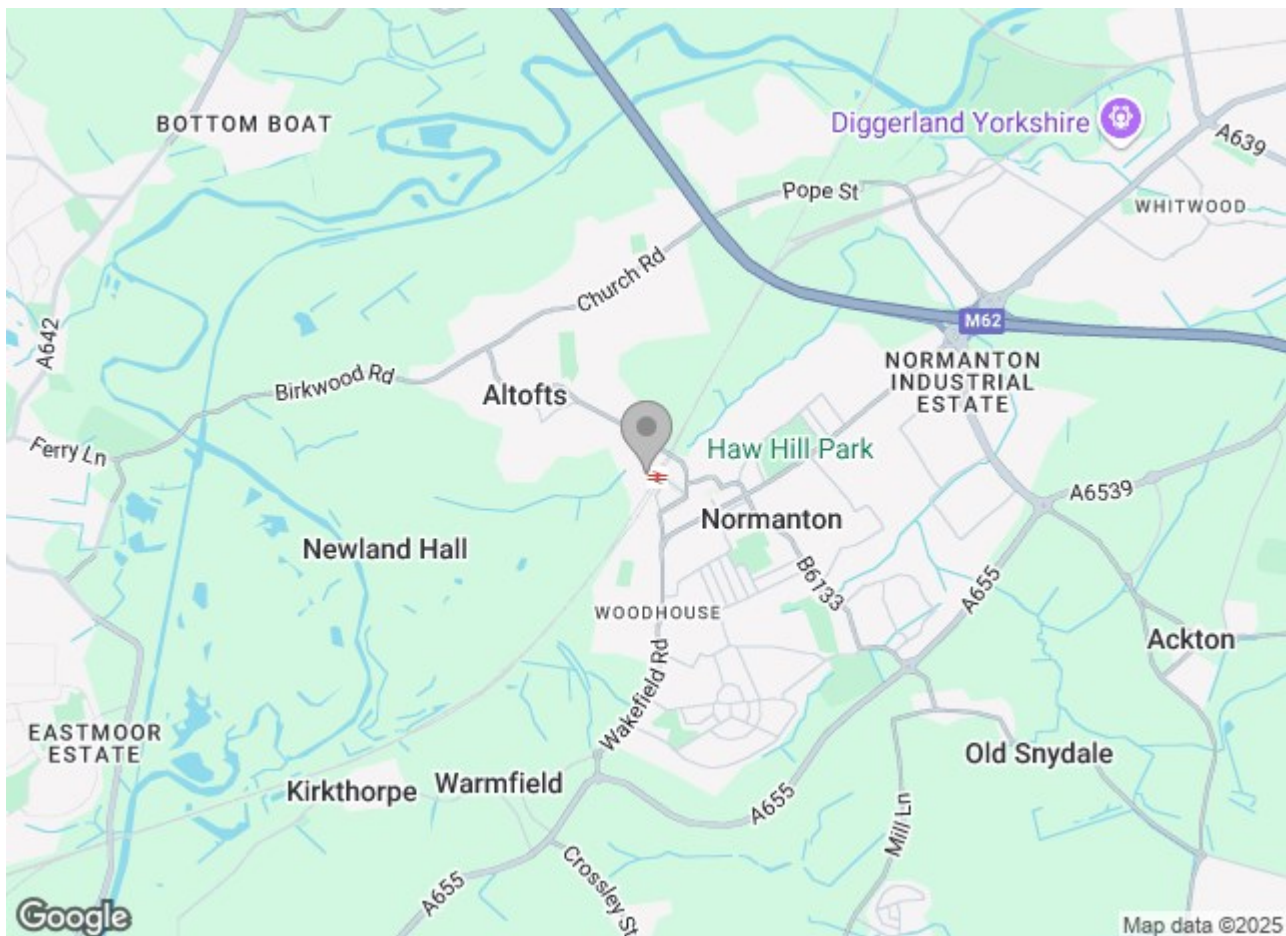 BOTTOM BOAT
Diggerland Yorkshire
A639
Pope St
WHITWOOD
Church Rd
M62
A642
NORMANTON
INDUSTRIAL
ESTATE
Birkwood Rd
Altofts
Ferry Ln
Haw Hill Park
A6539
Normanton
Newland Hall
B6133
A655
WOODHOUSE
Ackton
Wakefield Rd
EASTMOOR
ESTATE
Old Snydale
Kirkthorpe
Warmfield
A655
Mill Ln
A655
Crossley St
Google
Map data ©2025